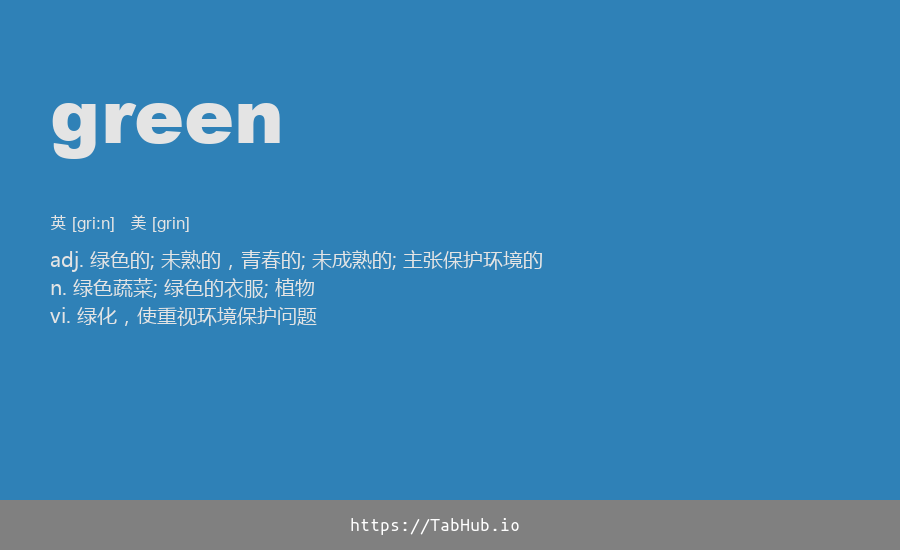 green
英 [gri:n] 美 [grin]
adj. 绿色的; 未熟的，青春的; 未成熟的; 主张保护环境的
n. 绿色蔬菜; 绿色的衣服; 植物
vi. 绿化，使重视环境保护问题
https://TabHub.io